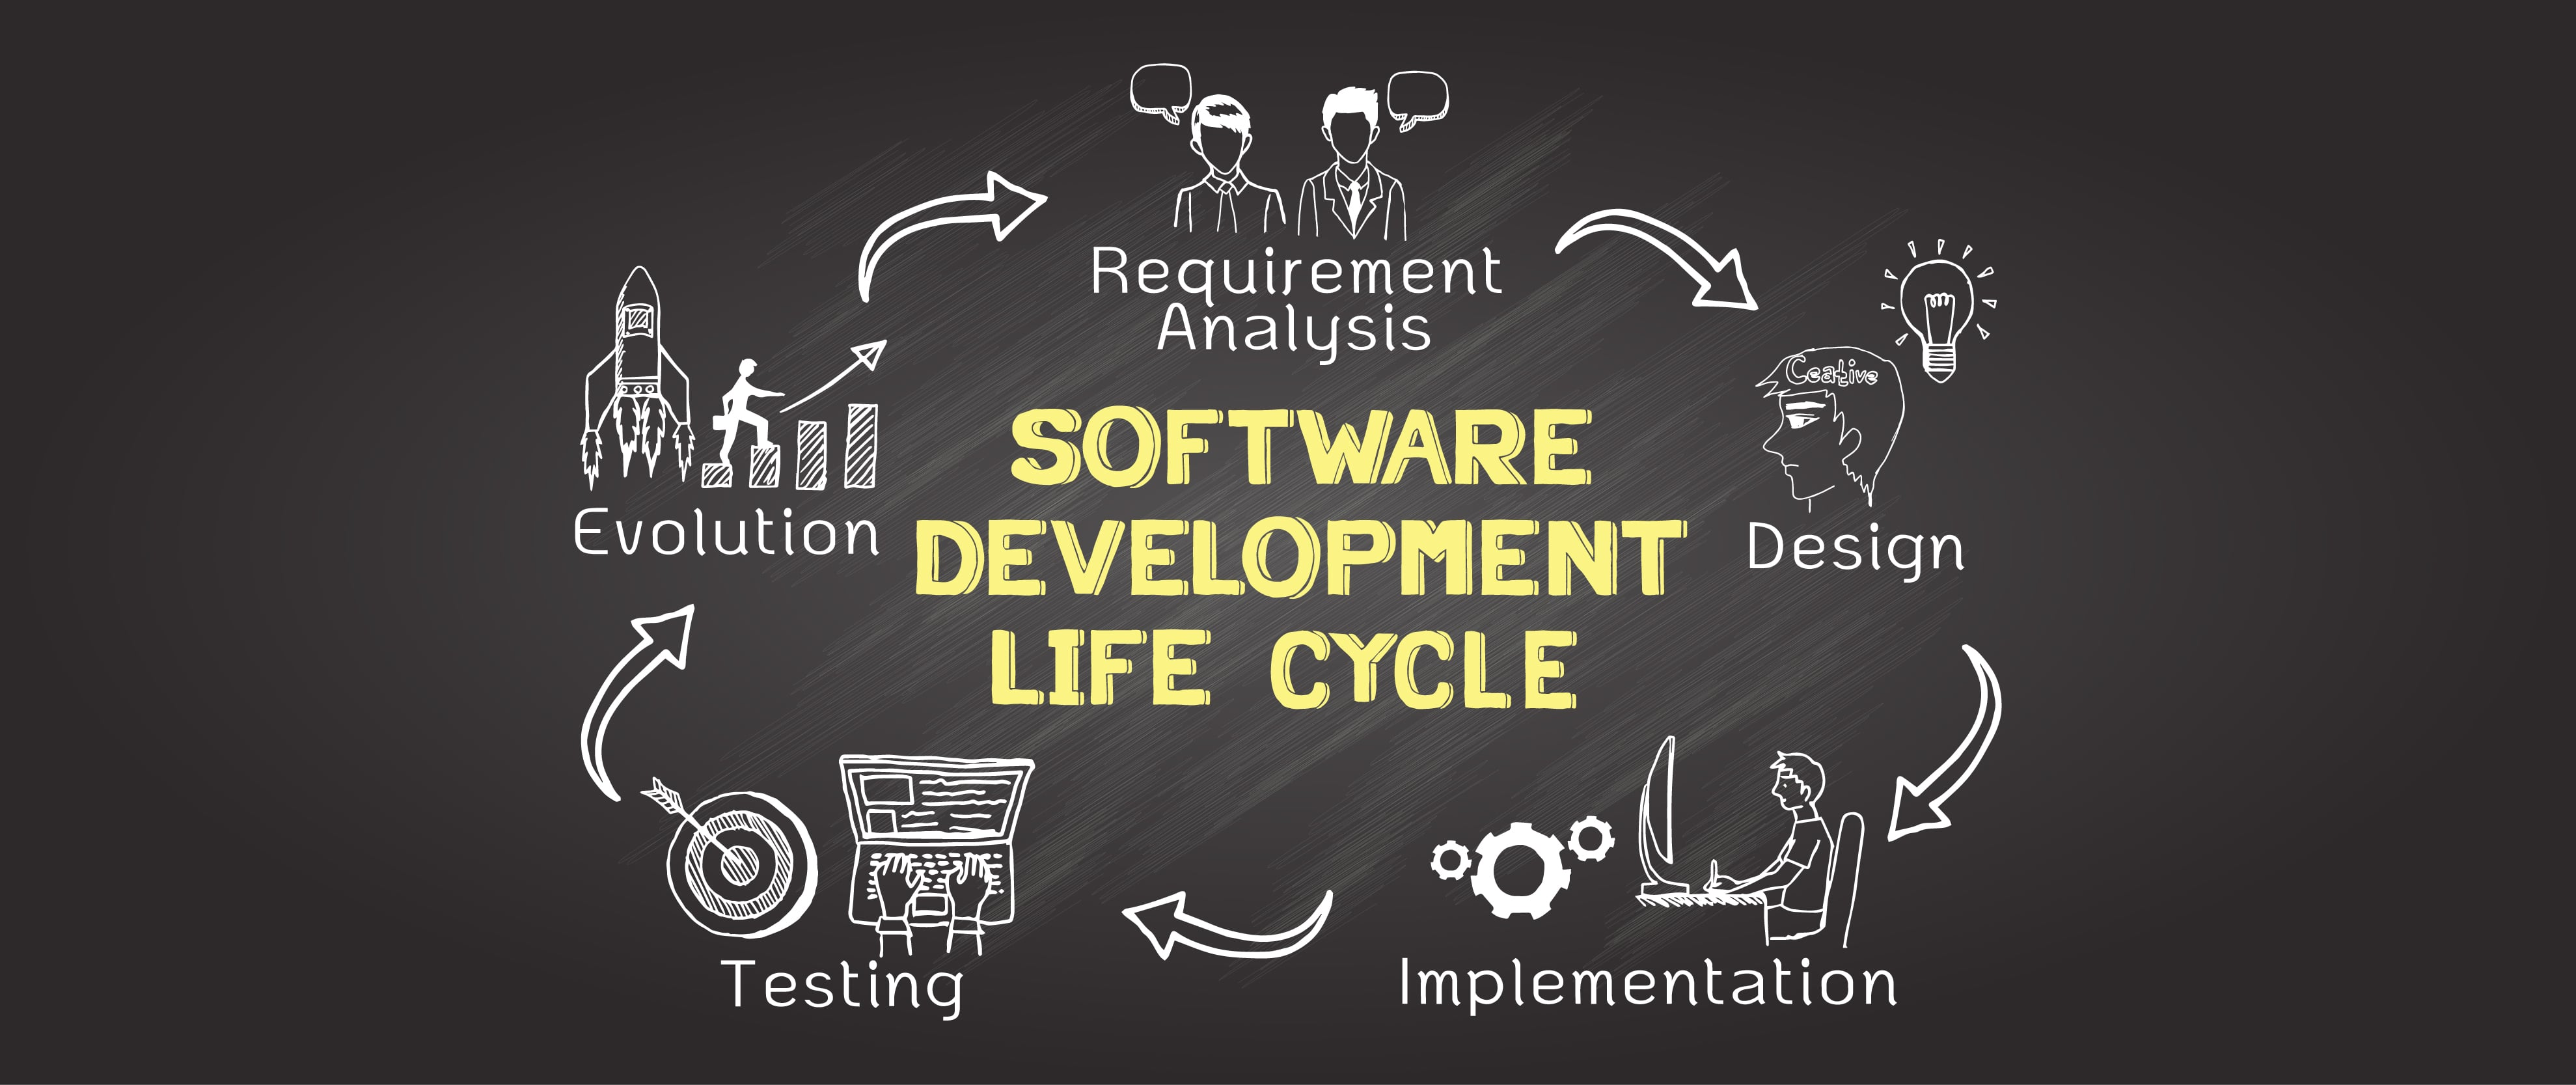 Requirement
Analysis
Ceative
Evolution
Design
SOFTWARE
DEVELOPMENT
LIFE CYCLE
Testing
Implementation